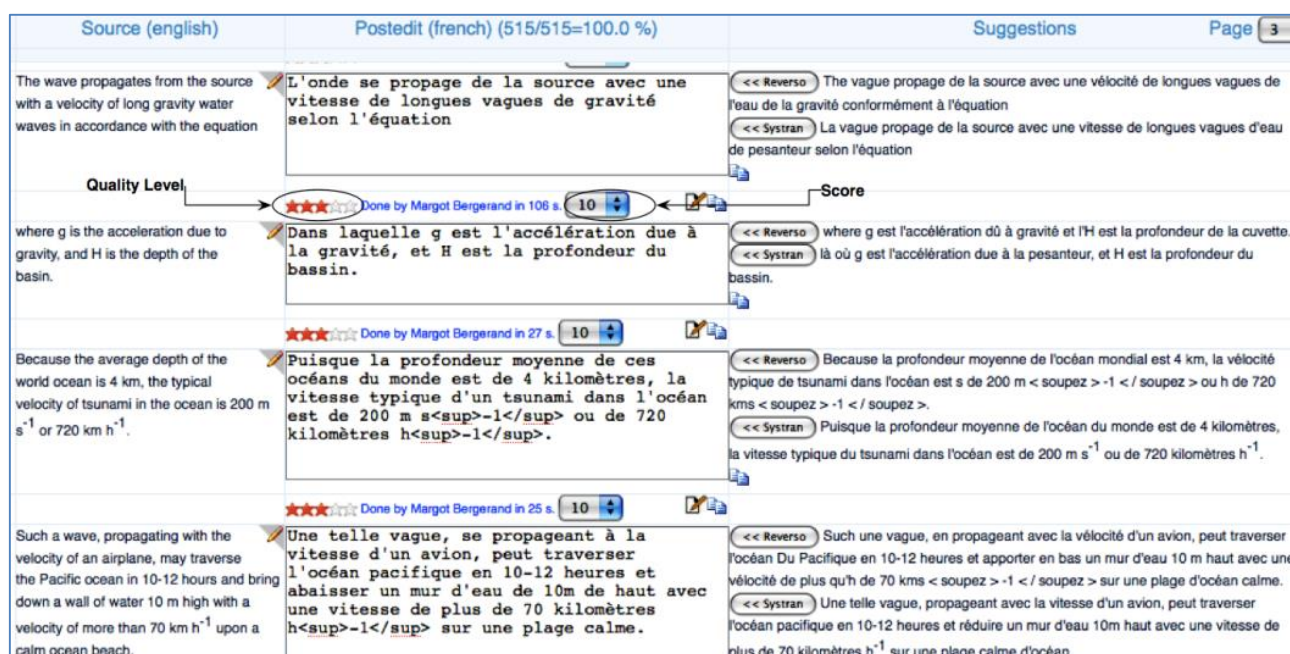 Source (english)
Postedit (french) (515/515=100.0 %)
Suggestions
Page 3
The wave propagates from the source
with a velocity of long gravity water
waves in accordance with the equation
L'onde se propage de la source avec une
vitesse de longues vagues de gravité
selon l'équation
<< Reverso The vague propage de la source avec une vélocité de longues vagues de
l'eau de la gravité conformément à l'équation
<< Systran La vague propage de la source avec une vitesse de longues vagues d'eau
de pesanteur selon l'équation
Quality Level
Done by Margot Bergerand in 106 s. 10
Score
where g is the acceleration due to
gravity, and H is the depth of the
basin.
Dans laquelle g est l'accélération due à
la gravité, et H est la profondeur du
bassin.
<< Reverso where g est l'accélération dû à gravité et l'H est la profondeur de la cuvette.
<< Systran là où g est l'accélération due à la pesanteur, et H est la profondeur du
bassin.
Done by Margot Bergerand in 27 s. 10
Because the average depth of the
world ocean is 4 km, the typical
velocity of tsunami in the ocean is 200 m
s-1 or 720 km h-1.
Puisque la profondeur moyenne de ces
océans du monde est de 4 kilomètres, la
vitesse typique d'un tsunami dans l'océan
est de 200 m s<sup>-1</sup> ou de 720
kilomètres h<sup>-1</sup>.
<< Reverso Because la profondeur moyenne de l'océan mondial est 4 km, la vélocité
typique de tsunami dans l'océan est s de 200 m < soupez > -1 < / soupez > ou h de 720
kms < soupez > -1 < / soupez >.
<< Systran Puisque la profondeur moyenne de l'océan du monde est de 4 kilomètres,
la vitesse typique du tsunami dans l'océan est de 200 m s-1 ou de 720 kilomètres h-1.
Done by Margot Bergerand in 25 s. 10
Such a wave, propagating with the
velocity of an airplane, may traverse
the Pacific ocean in 10-12 hours and bring
down a wall of water 10 m high with a
velocity of more than 70 km h-1 upon a
calm ocean beach.
Une telle vague, se propageant à la
vitesse d'un avion, peut traverser
l'océan pacifique en 10-12 heures et
abaisser un mur d'eau de 10m de haut avec
une vitesse de plus de 70 kilomètres
h<sup>-1</sup> sur une plage calme.
<< Reverso Such une vague, en propageant avec la vélocité d'un avion, peut traverser
l'océan Du Pacifique en 10-12 heures et apporter en bas un mur d'eau 10 m haut avec une
vélocité de plus qu'h de 70 kms < soupez > -1 < / soupez > sur une plage d'océan calme.
<< Systran Une telle vague, propageant avec la vitesse d'un avion, peut traverser
l'océan pacifique en 10-12 heures et réduire un mur d'eau 10m haut avec une vitesse de
plus de 70 kilomètres h-1 sur une plage calme d'océan